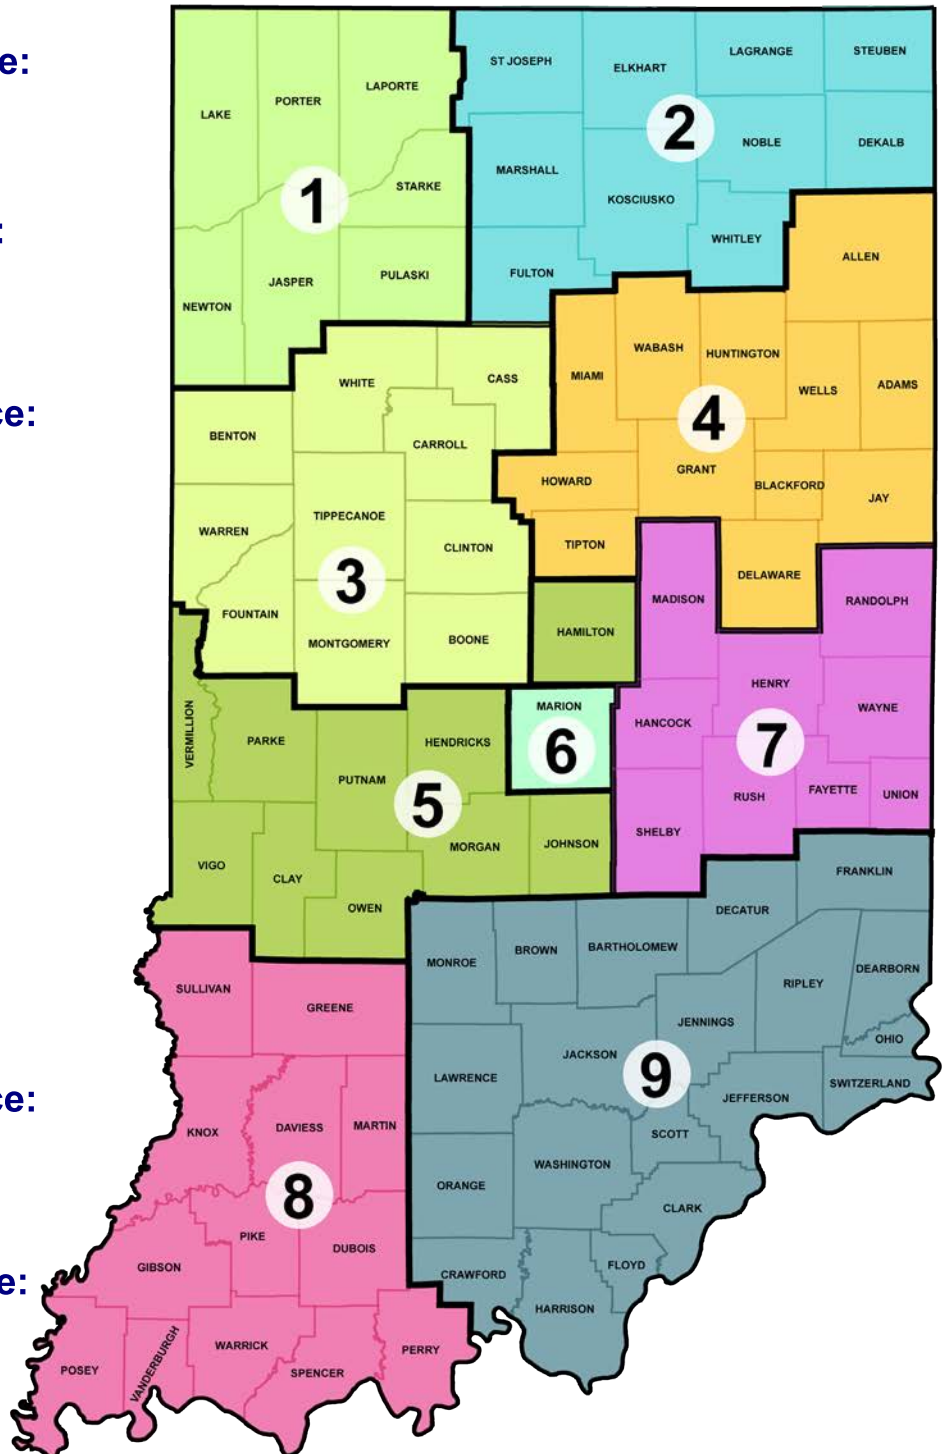 e:
:
ce:
ce:
e:
LAKE
PORTER
LAPORTE
STARKE
1
NEWTON
JASPER
PULASKI
ST JOSEPH
ELKHART
LAGRANGE
STEUBEN
2
NOBLE
DEKALB
MARSHALL
KOSCIUSKO
WHITLEY
FULTON
WHITE
CASS
BENTON
CARROLL
WARREN
TIPPECANOE
CLINTON
3
FOUNTAIN
MONTGOMERY
BOONE
ALLEN
MIAMI
WABASH
HUNTINGTON
WELLS
ADAMS
4
HOWARD
GRANT
BLACKFORD
JAY
TIPTON
DELAWARE
HAMILTON
VERMILLION
PARKE
PUTNAM
HENDRICKS
5
VIGO
CLAY
MORGAN
JOHNSON
OWEN
MARION
6
MADISON
RANDOLPH
HENRY
HANCOCK
WAYNE
7
RUSH
FAYETTE
UNION
SHELBY
SULLIVAN
GREENE
KNOX
DAVIESS
MARTIN
8
GIBSON
PIKE
DUBOIS
POSEY
VANDERBURGH
WARRICK
SPENCER
PERRY
FRANKLIN
DECATUR
MONROE
BROWN
BARTHOLOMEW
RIPLEY
DEARBORN
JENNINGS
OHIO
LAWRENCE
JACKSON
9
JEFFERSON
SWITZERLAND
SCOTT
ORANGE
WASHINGTON
CLARK
CRAWFORD
FLOYD
HARRISON